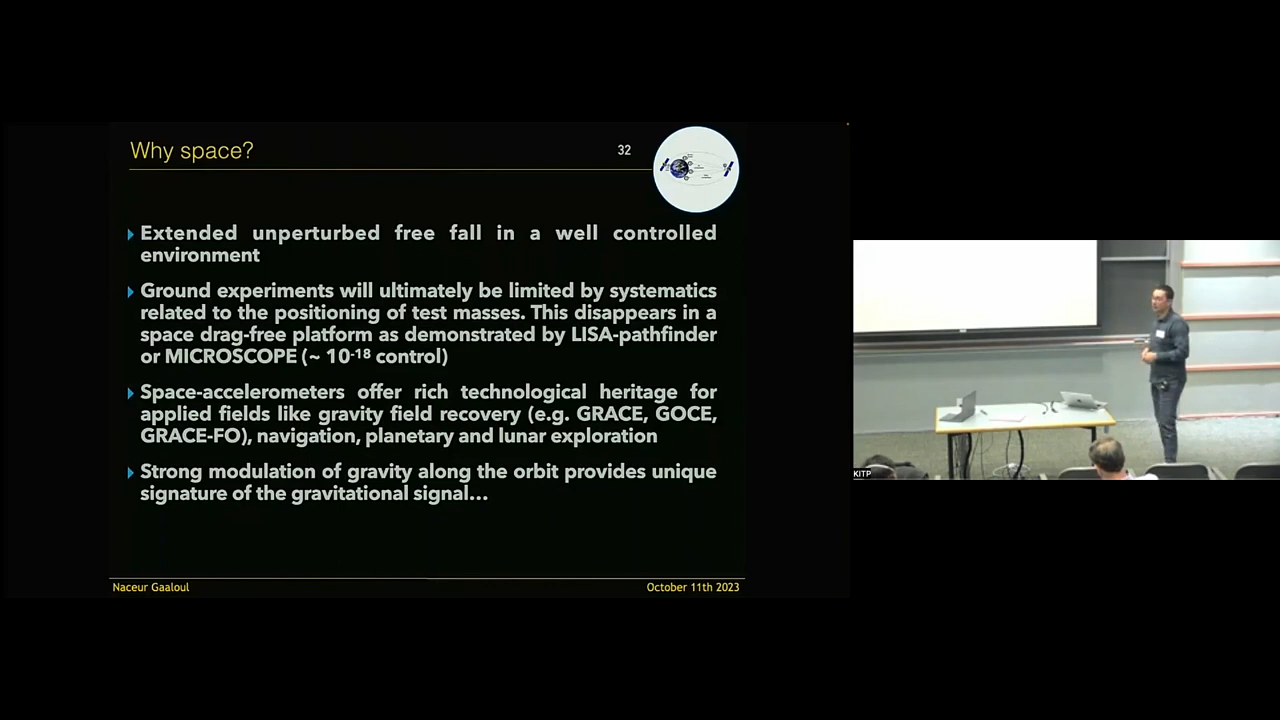 Why space?
32
Extended unperturbed free fall in a well controlled
environment
Ground experiments will ultimately be limited by systematics
related to the positioning of test masses. This disappears in a
space drag-free platform as demonstrated by LISA-pathfinder
or MICROSCOPE (~ 10-18 control)
Space-accelerometers offer rich technological heritage for
applied fields like gravity field recovery (e.g. GRACE, GOCE,
GRACE-FO), navigation, planetary and lunar exploration
Strong modulation of gravity along the orbit provides unique
signature of the gravitational signal...
Naceur Gaaloul
October 11th 2023
KITP